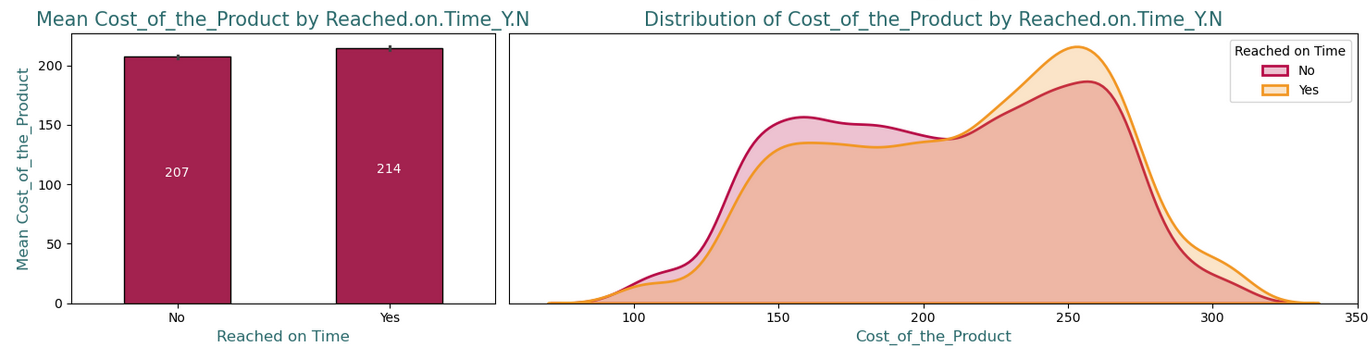 Mean Cost_of_the_Product by Reached.on.Time_Y.N
Mean Cost_of_the_Product
200
150
100
50
0
207
214
No
Yes
Reached on Time
Distribution of Cost_of_the_Product by Reached.on.Time_Y.N
Reached on Time
No
Yes
100
150
200
250
300
350
Cost_of_the_Product